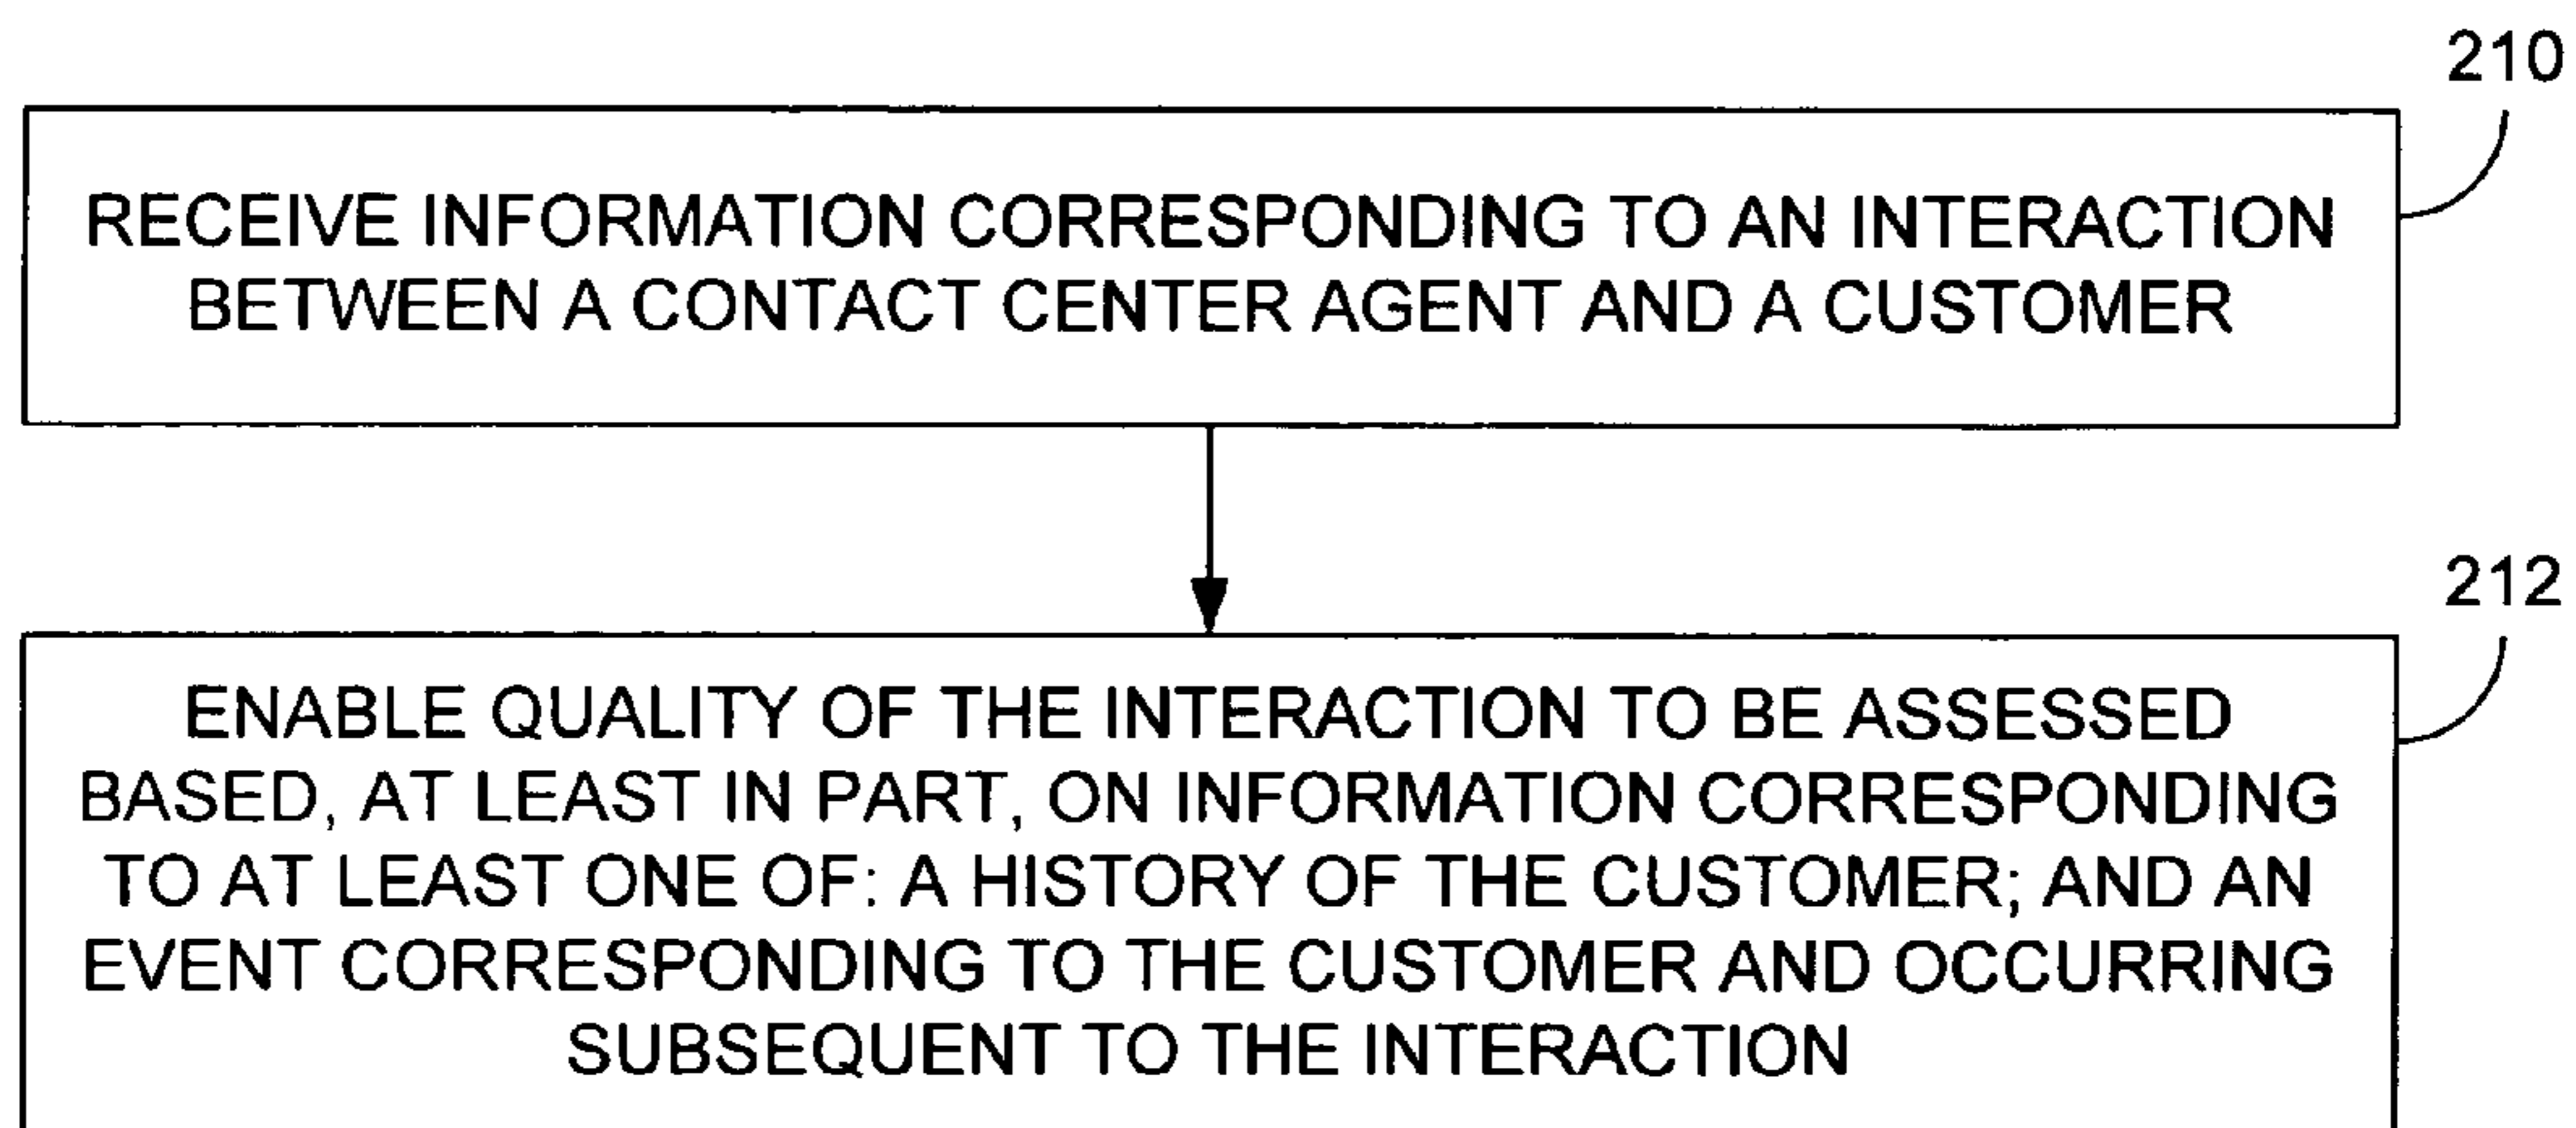 210
RECEIVE INFORMATION CORRESPONDING TO AN INTERACTION
BETWEEN A CONTACT CENTER AGENT AND A CUSTOMER
212
ENABLE QUALITY OF THE INTERACTION TO BE ASSESSED
BASED, AT LEAST IN PART, ON INFORMATION CORRESPONDING
TO AT LEAST ONE OF: A HISTORY OF THE CUSTOMER; AND AN
EVENT CORRESPONDING TO THE CUSTOMER AND OCCURRING
SUBSEQUENT TO THE INTERACTION